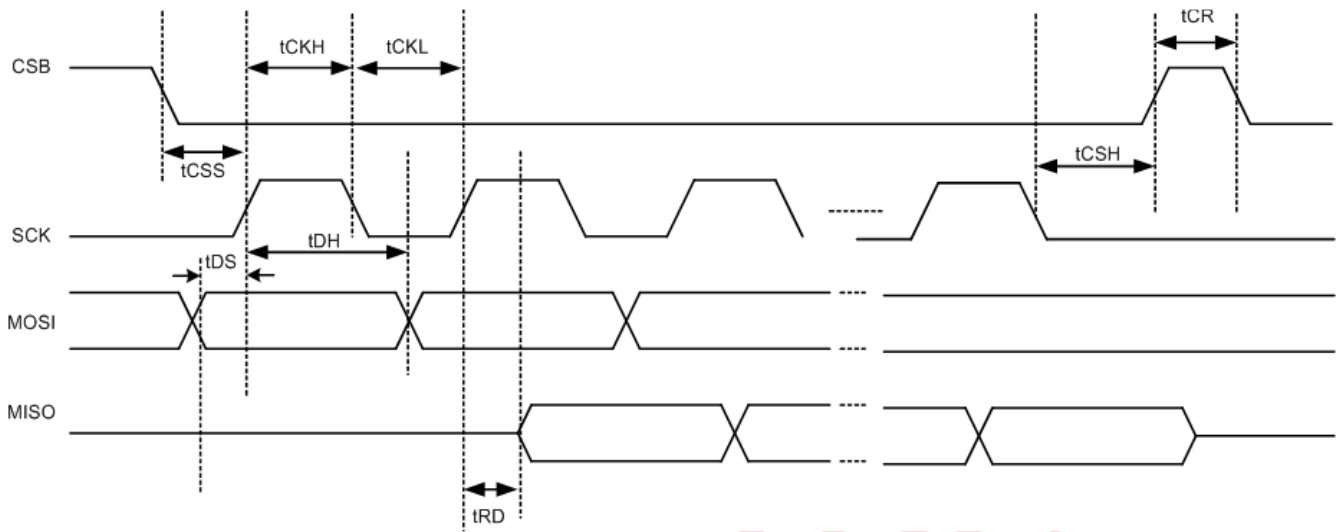 tCR
tCKH
tCKL
CSB
tCSS
tCSH
SCK
tDH
tDS
MOSI
MISO
tRD